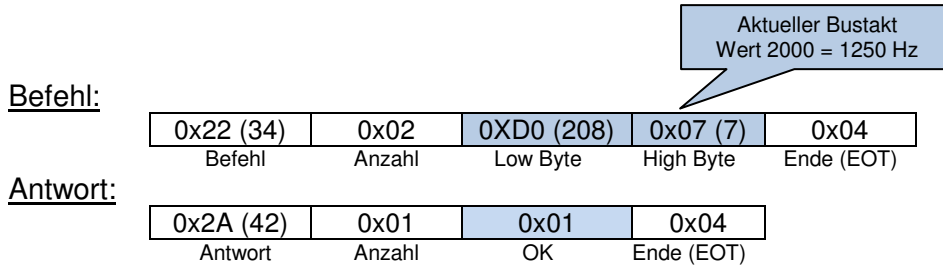 Aktueller Bustakt
Wert 2000 = 1250 Hz
Befehl:
0x22 (34) 0x02 0XD0 (208) 0x07 (7) 0x04
Befehl Anzahl Low Byte High Byte Ende (EOT)
Antwort:
0x2A (42) 0x01 0x01 0x04
Antwort Anzahl OK Ende (EOT)